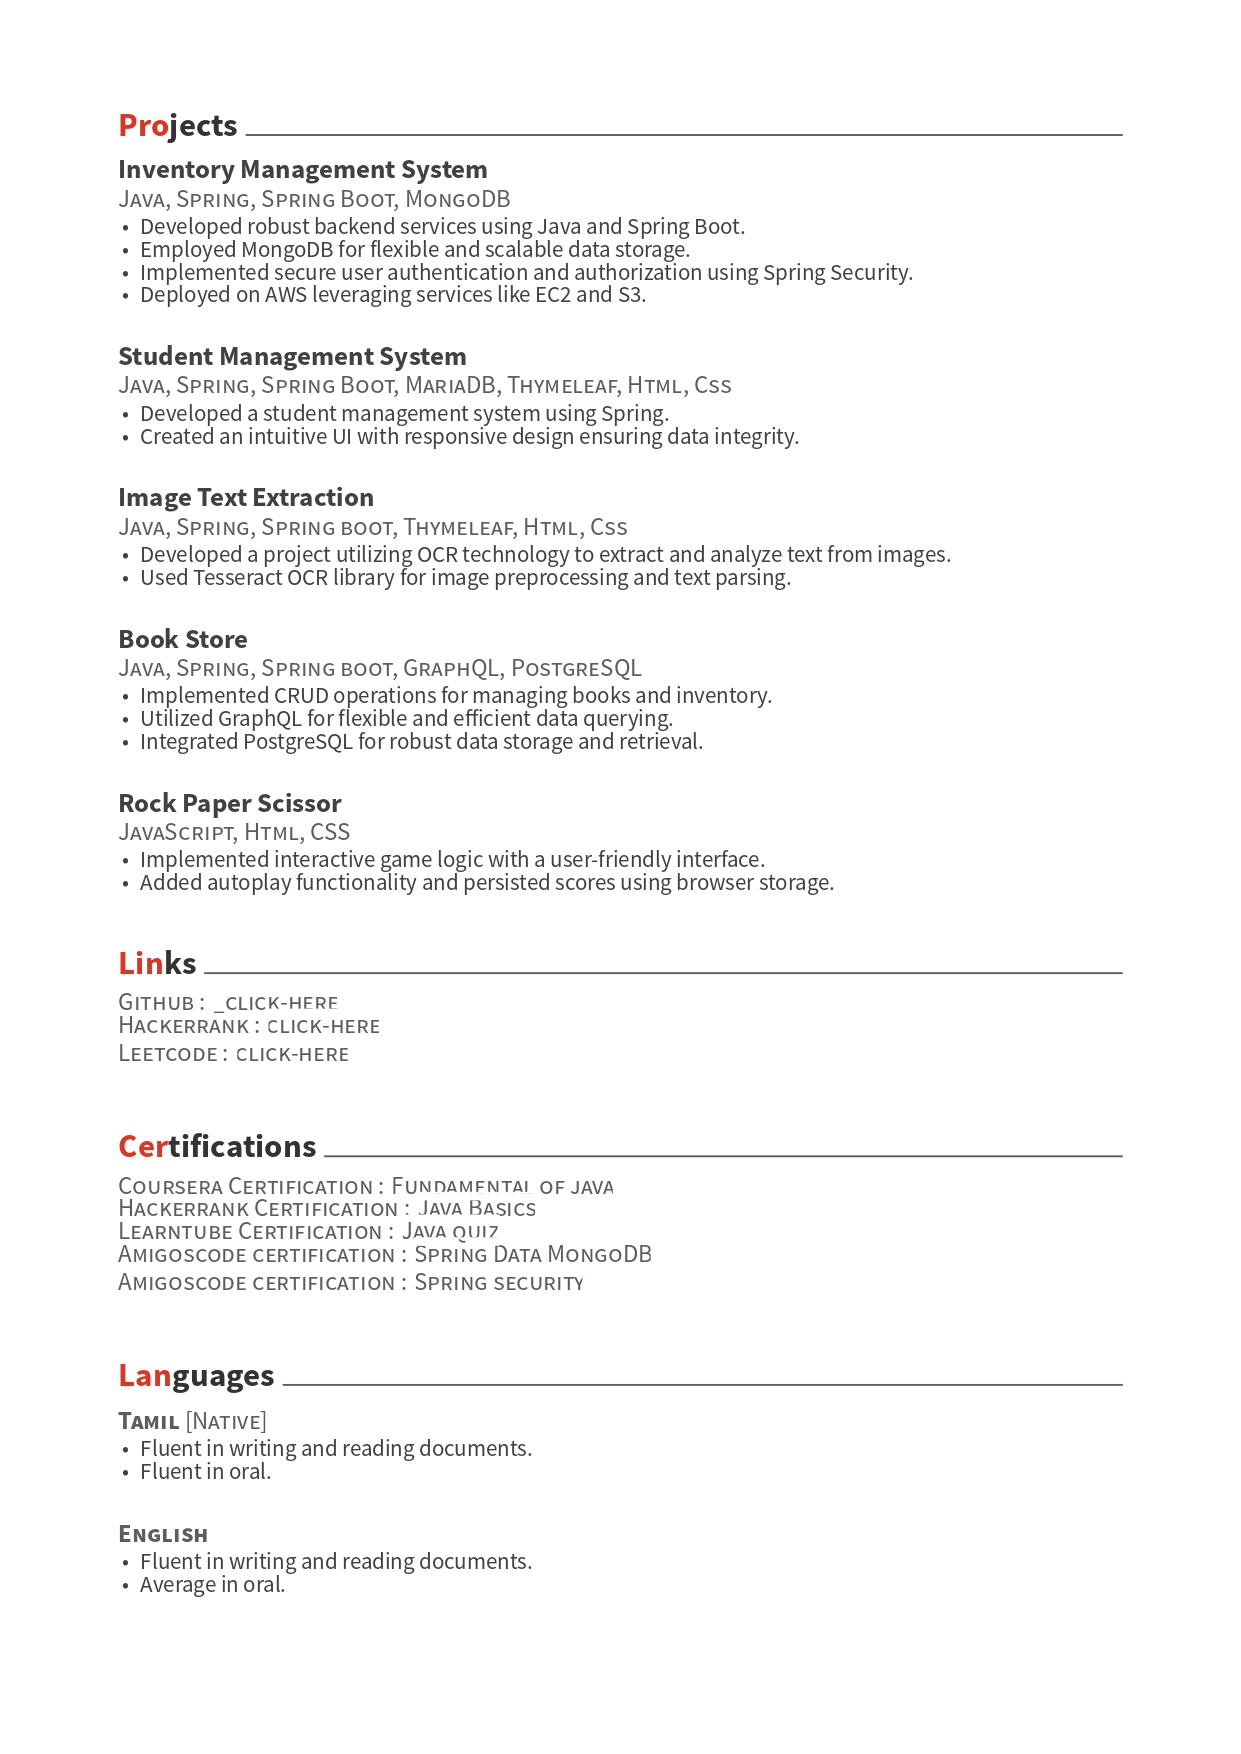 Projects
Inventory Management System
Java, Spring, Spring Boot, MongoDB
• Developed robust backend services using Java and Spring Boot.
• Employed MongoDB for flexible and scalable data storage.
• Implemented secure user authentication and authorization using Spring Security.
• Deployed on AWS leveraging services like EC2 and S3.
Student Management System
Java, Spring, Spring Boot, MariaDB, Thymeleaf, Html, Css
• Developed a student management system using Spring.
• Created an intuitive UI with responsive design ensuring data integrity.
Image Text Extraction
Java, Spring, Spring boot, Thymeleaf, Html, Css
• Developed a project utilizing OCR technology to extract and analyze text from images.
• Used Tesseract OCR library for image preprocessing and text parsing.
Book Store
Java, Spring, Spring boot, GraphQL, PostgreSQL
• Implemented CRUD operations for managing books and inventory.
• Utilized GraphQL for flexible and efficient data querying.
• Integrated PostgreSQL for robust data storage and retrieval.
Rock Paper Scissor
JavaScript, Html, CSS
• Implemented interactive game logic with a user-friendly interface.
• Added autoplay functionality and persisted scores using browser storage.
Links
Github : _click-here
Hackerrank : click-here
Leetcode : click-here
Certifications
Coursera Certification : Fundamental of java
Hackerrank Certification : Java Basics
Learntube Certification : Java quiz
Amigoscode certification : Spring Data MongoDB
Amigoscode certification : Spring security
Languages
Tamil [Native]
• Fluent in writing and reading documents.
• Fluent in oral.
English
• Fluent in writing and reading documents.
• Average in oral.